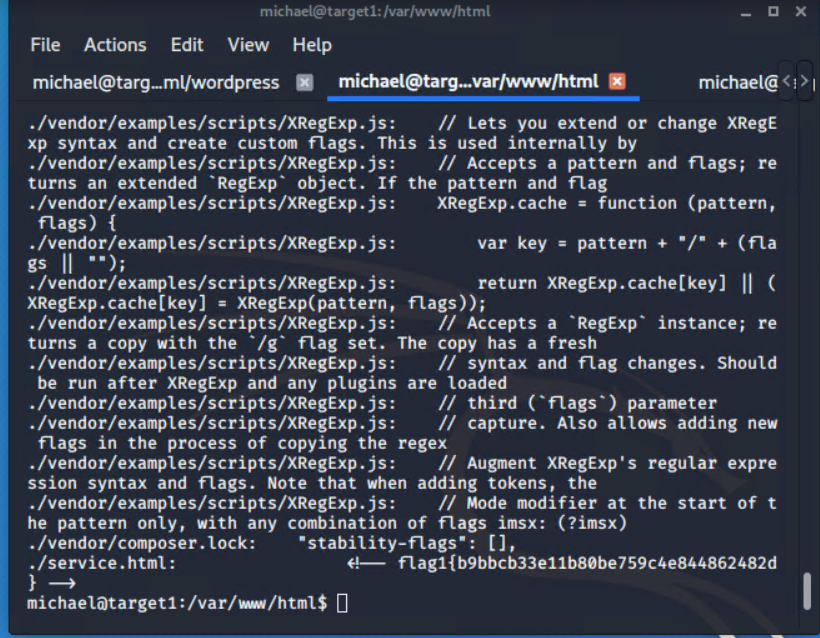 michael@target1:/var/www/html
File Actions Edit View Help
michael@targ...ml/wordpress michael@targ...var/www/html michael@
./vendor/examples/scripts/XRegExp.js:    // Lets you extend or change XRegE
xp syntax and create custom flags. This is used internally by
./vendor/examples/scripts/XRegExp.js:    // Accepts a pattern and flags; re
turns an extended `RegExp` object. If the pattern and flag
./vendor/examples/scripts/XRegExp.js:    XRegExp.cache = function (pattern,
 flags) {
./vendor/examples/scripts/XRegExp.js:        var key = pattern + "/" + (fla
gs || "");
./vendor/examples/scripts/XRegExp.js:        return XRegExp.cache[key] || (
XRegExp.cache[key] = XRegExp(pattern, flags));
./vendor/examples/scripts/XRegExp.js:    // Accepts a `RegExp` instance; re
turns a copy with the `/g` flag set. The copy has a fresh
./vendor/examples/scripts/XRegExp.js:    // syntax and flag changes. Should
 be run after XRegExp and any plugins are loaded
./vendor/examples/scripts/XRegExp.js:    // third (`flags`) parameter
./vendor/examples/scripts/XRegExp.js:    // capture. Also allows adding new
 flags in the process of copying the regex
./vendor/examples/scripts/XRegExp.js:    // Augment XRegExp's regular expre
ssion syntax and flags. Note that when adding tokens, the
./vendor/examples/scripts/XRegExp.js:    // Mode modifier at the start of t
he pattern only, with any combination of flags imsx: (?imsx)
./vendor/composer.lock:    "stability-flags": [],
./service.html:                 <!-- flag1{b9bbcb33e11b80be759c4e844862482d
} -->
michael@target1:/var/www/html$